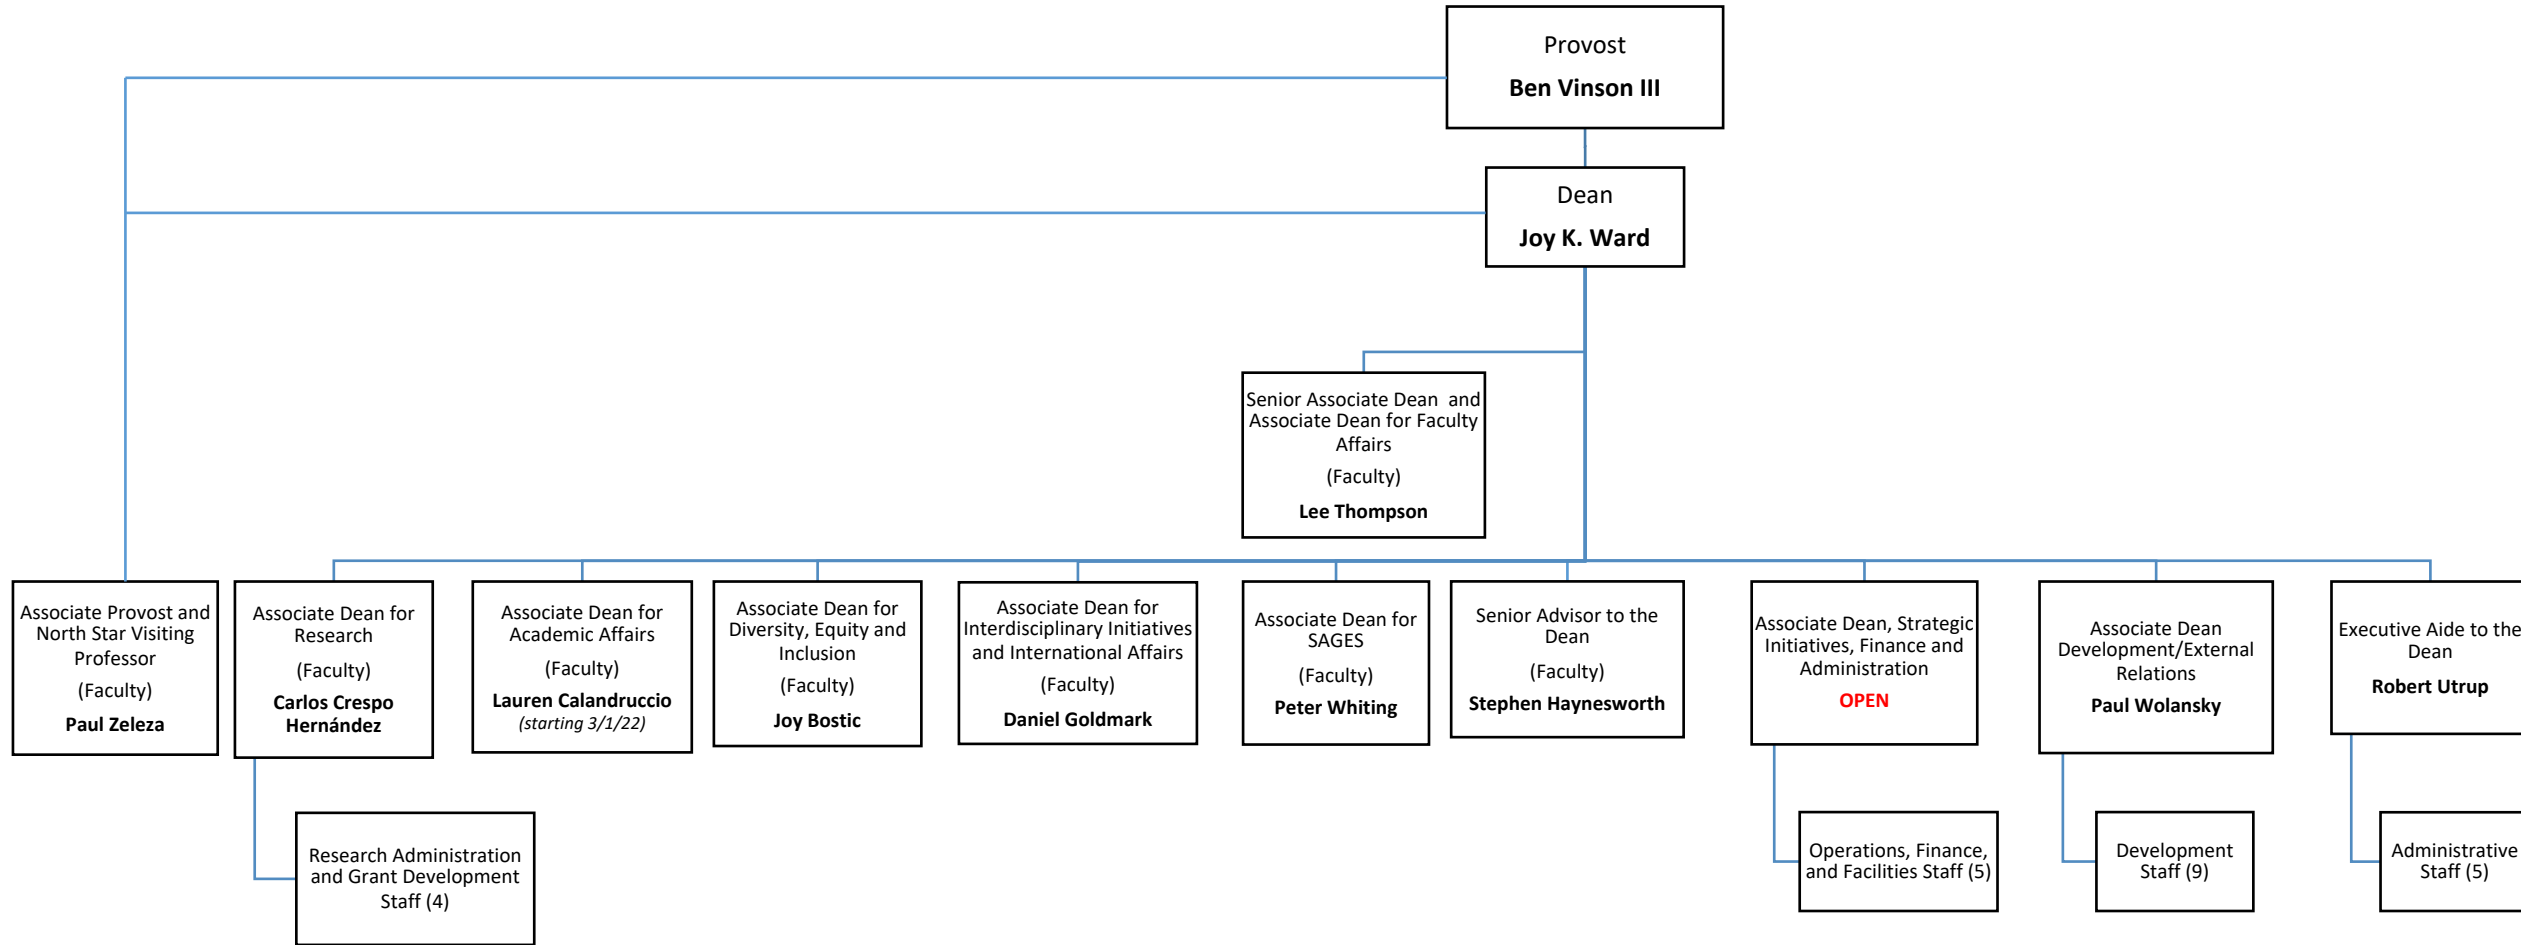 Provost
Ben Vinson III
Dean
Joy K. Ward
Senior Associate Dean and
Associate Dean for Faculty
Affairs
(Faculty)
Lee Thompson
Associate Provost and
North Star Visiting
Professor
(Faculty)
Paul Zeleza
Associate Dean for
Research
(Faculty)
Carlos Crespo
Hernández
Associate Dean for
Academic Affairs
(Faculty)
Lauren Calandruccio
(starting 3/1/22)
Associate Dean for
Diversity, Equity and
Inclusion
(Faculty)
Joy Bostic
Associate Dean for
Interdisciplinary Initiatives
and International Affairs
(Faculty)
Daniel Goldmark
Associate Dean for
SAGES
(Faculty)
Peter Whiting
Senior Advisor to the
Dean
(Faculty)
Stephen Haynesworth
Associate Dean, Strategic
Initiatives, Finance and
Administration
OPEN
Associate Dean
Development/External
Relations
Paul Wolansky
Executive Aide to the
Dean
Robert Utrup
Research Administration
and Grant Development
Staff (4)
Operations, Finance,
and Facilities Staff (5)
Development
Staff (9)
Administrative
Staff (5)